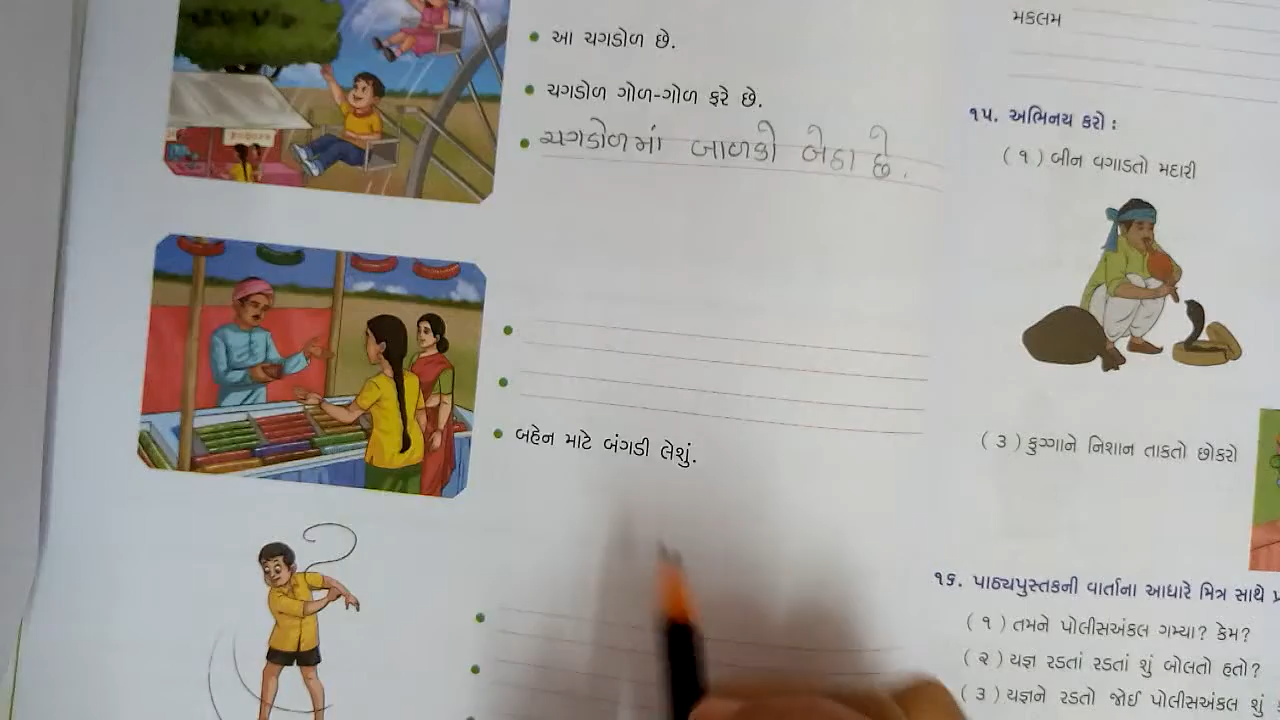 આ ચગડોળ છે.
ચગડોળ ગોળ-ગોળ ફરે છે.
ચગડોળમાં બાળકો બેઠા છે.
બહેન માટે બંગડી લેશું.
મકલમ
૧૫. અભિનય કરો :
( ૧ ) બીન વગાડતો મદારી
( ૩ ) ફુગ્ગાને નિશાન તાકતો છોકરો
૧૬. પાઠ્યપુસ્તકની વાર્તાના આધારે મિત્ર સાથે
( ૧ ) તમને પોલીસઅંકલ ગમ્યા? કેમ?
( ૨ ) યજ્ઞ રડતાં રડતાં શું બોલતો હતો?
( ૩ ) યજ્ઞને રડતો જોઈ પોલીસઅંકલ શું